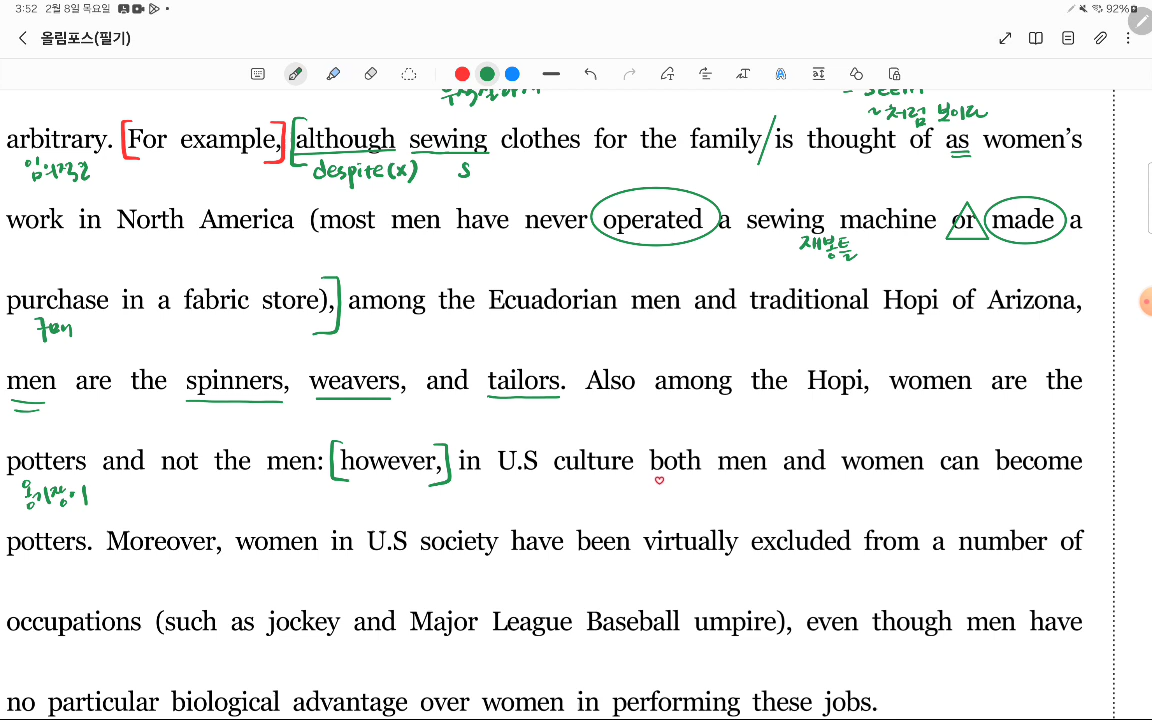 3:52 2월 8일 목요일
92%
올림포스(필기)
~처럼 보이다
arbitrary. [For example,] [although sewing clothes for the family/is thought of as women's
임의적인 despite(x) S
work in North America (most men have never operated a sewing machine or made a
재봉틀
purchase in a fabric store),] among the Ecuadorian men and traditional Hopi of Arizona,
구매
men are the spinners, weavers, and tailors. Also among the Hopi, women are the
potters and not the men: [however,] in U.S culture both men and women can become
옹기장이
potters. Moreover, women in U.S society have been virtually excluded from a number of
occupations (such as jockey and Major League Baseball umpire), even though men have
no particular biological advantage over women in performing these jobs.